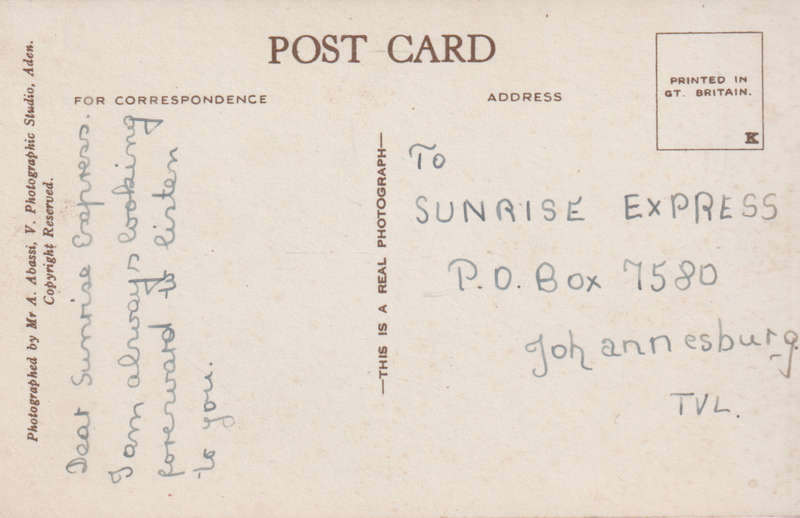 POST CARD
Photographed by Mr A. Abassi, V. Photographic Studio, Aden.
Copyright Reserved.
FOR CORRESPONDENCE
Dear Sunrise Express.
I am always looking
foreward to listen
to you.
—THIS IS A REAL PHOTOGRAPH—
ADDRESS
PRINTED IN
GT. BRITAIN.
K
To
SUNRISE EXPRESS
P.O. Box 7580
Johannesburg
TVL.